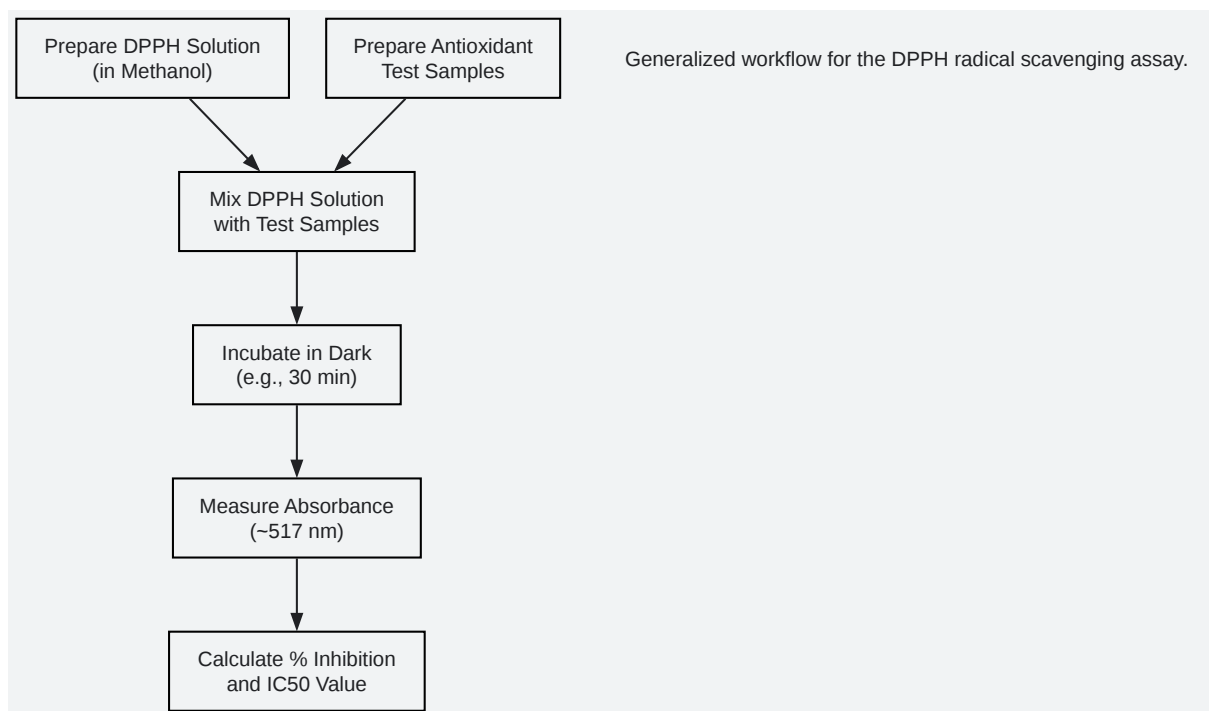 Prepare DPPH Solution
(in Methanol)
Prepare Antioxidant
Test Samples
Generalized workflow for the DPPH radical scavenging assay.
Mix DPPH Solution
with Test Samples
Incubate in Dark
(e.g., 30 min)
Measure Absorbance
(~517 nm)
Calculate % Inhibition
and IC50 Value